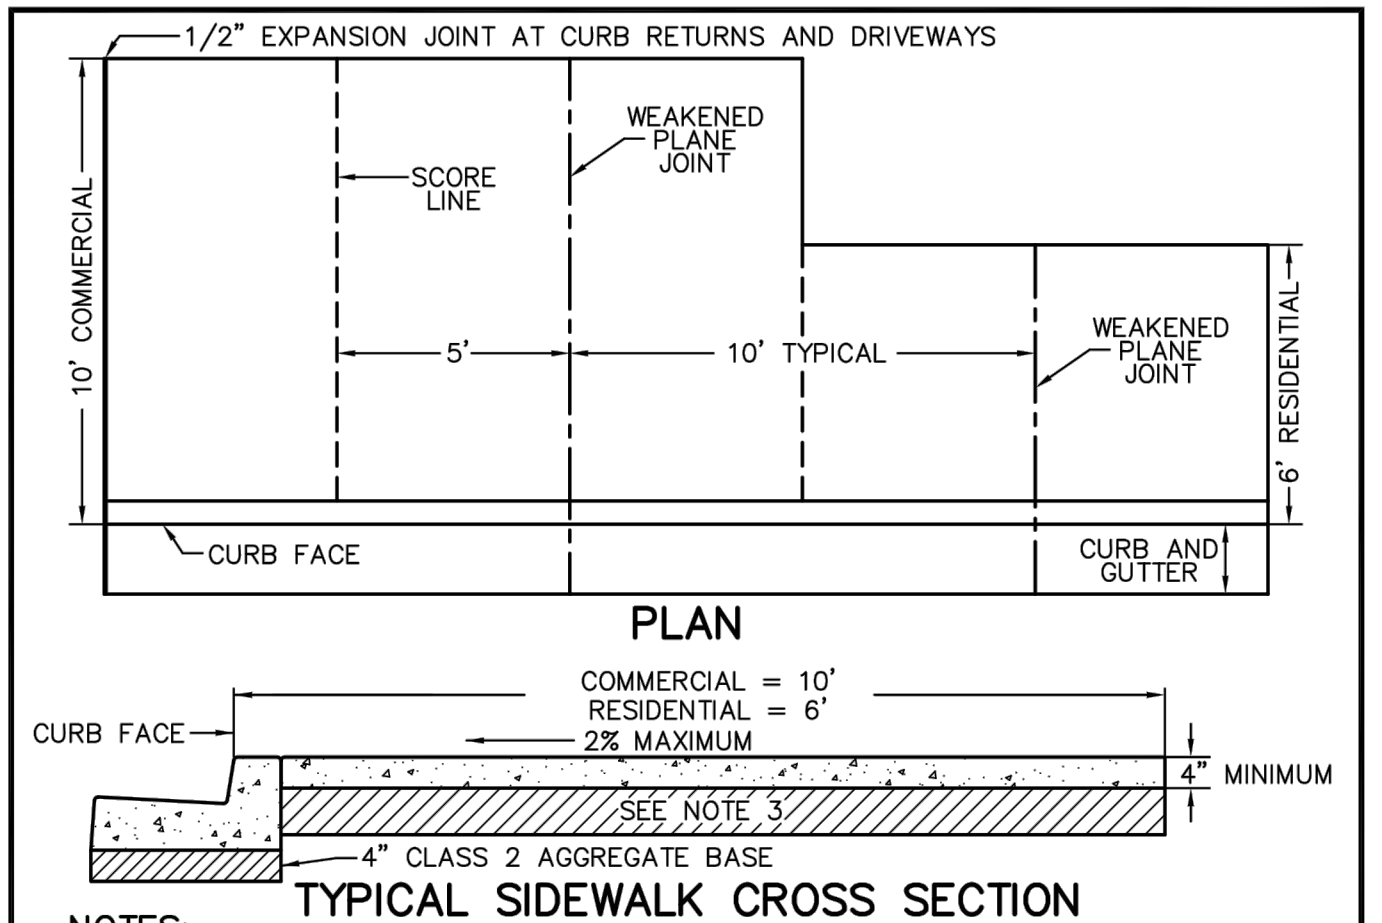 1/2" EXPANSION JOINT AT CURB RETURNS AND DRIVEWAYS
WEAKENED
PLANE
JOINT
SCORE
LINE
10' COMMERCIAL
5'
10' TYPICAL
WEAKENED
PLANE
JOINT
6' RESIDENTIAL
CURB FACE
CURB AND
GUTTER
PLAN
COMMERCIAL = 10'
RESIDENTIAL = 6'
CURB FACE
2% MAXIMUM
4" MINIMUM
SEE NOTE 3
4" CLASS 2 AGGREGATE BASE
TYPICAL SIDEWALK CROSS SECTION
NOTES: